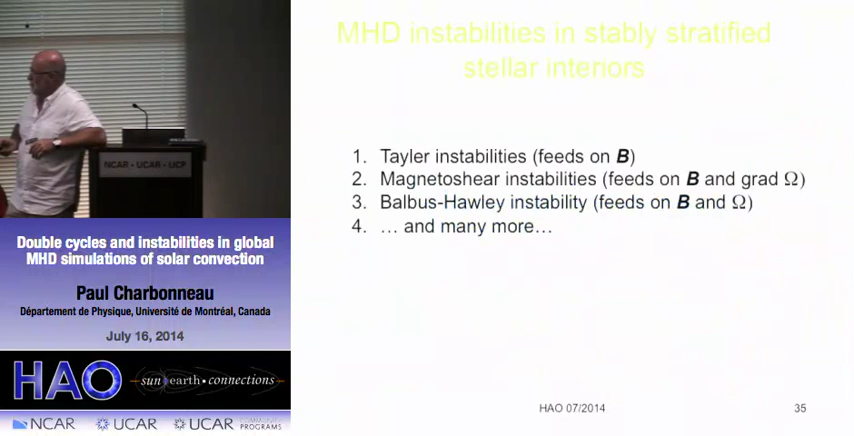 MHD instabilities in stably stratified
stellar interiors
1. Tayler instabilities (feeds on B)
2. Magnetoshear instabilities (feeds on B and grad Ω)
3. Balbus-Hawley instability (feeds on B and Ω)
4. … and many more…
HAO 07/2014
35
NCAR - UCAR - UCP
Double cycles and instabilities in global
MHD simulations of solar convection
Paul Charbonneau
Département de Physique, Université de Montréal, Canada
July 16, 2014
HAO
sun earth • connections
NCAR
UCAR
UCAR COMMUNITY
PROGRAMS